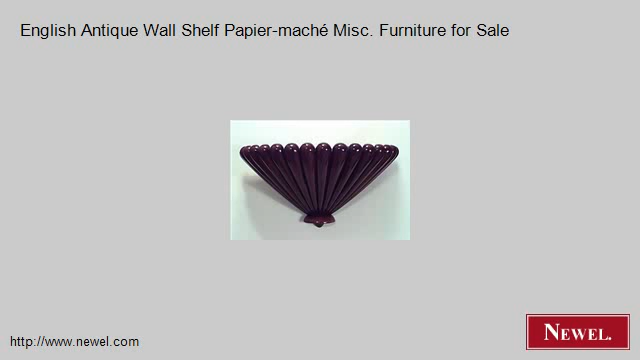 English Antique Wall Shelf Papier-maché Misc. Furniture for Sale
NEWEL.
http://www.newel.com